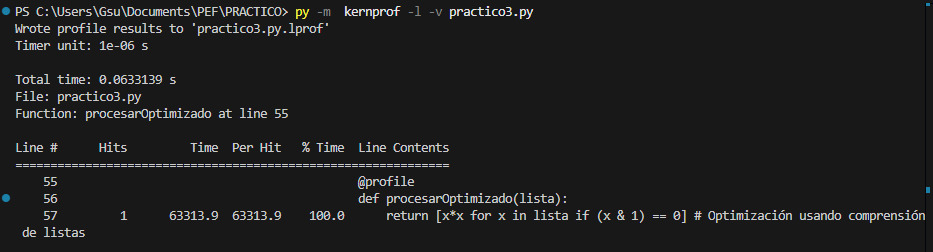 PS C:\Users\Gsu\Documents\PEF\PRACTICO> py -m  kernprof -l -v practico3.py
Wrote profile results to 'practico3.py.lprof'
Timer unit: 1e-06 s

Total time: 0.0633139 s
File: practico3.py
Function: procesarOptimizado at line 55

Line #      Hits         Time  Per Hit   % Time  Line Contents
==============================================================
    55                                           @profile
    56                                           def procesarOptimizado(lista):
    57         1      63313.9  63313.9    100.0      return [x*x for x in lista if (x & 1) == 0] # Optimización usando comprensión
 de listas